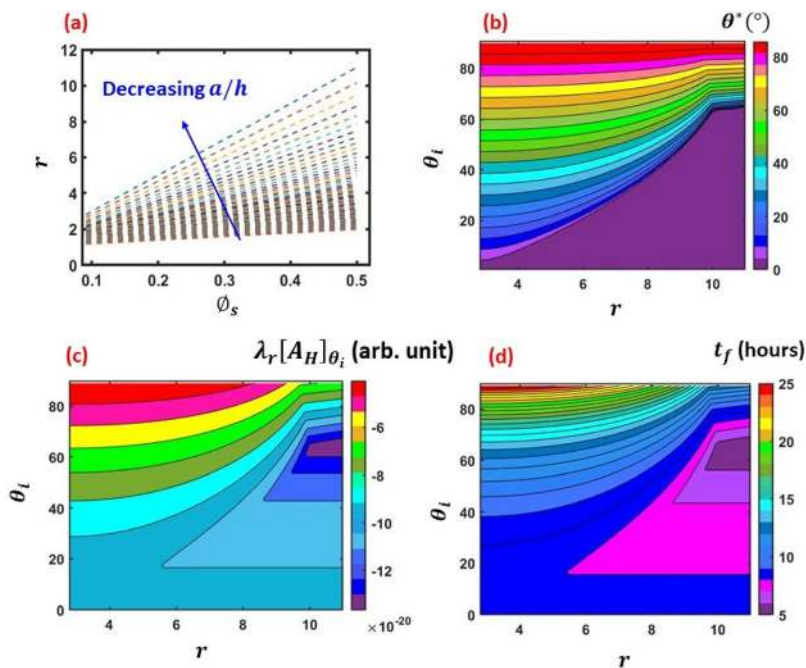 (a)
12
10
8
6
4
2
0
r
Decreasing a/h
0.1 0.2 0.3 0.4 0.5
∅s
(b)
θ*(°)
80
60
40
20
θi
80
60
40
20
0
4 6 8 10
r
(c)
λr[AH]θi (arb. unit)
80
60
40
20
0
θi
-6
-8
-10
-12
×10-20
4 6 8 10
r
(d)
tf (hours)
80
60
40
20
0
θi
25
20
15
10
5
4 6 8 10
r